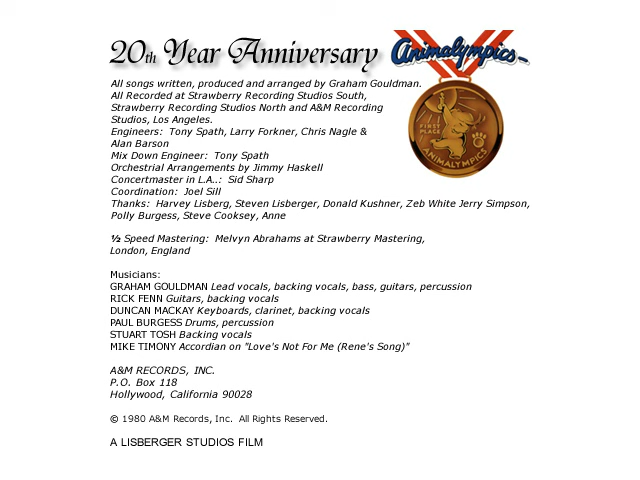 20th Year Anniversary
Animalympics
All songs written, produced and arranged by Graham Gouldman.
All Recorded at Strawberry Recording Studios South,
Strawberry Recording Studios North and A&M Recording
Studios, Los Angeles.
FIRST
PLACE
ANIMALYMPICS
Engineers:  Tony Spath, Larry Forkner, Chris Nagle &
Alan Barson
Mix Down Engineer:  Tony Spath
Orchestrial Arrangements by Jimmy Haskell
Concertmaster in L.A..:  Sid Sharp
Coordination:  Joel Sill
Thanks:  Harvey Lisberg, Steven Lisberger, Donald Kushner, Zeb White Jerry Simpson,
Polly Burgess, Steve Cooksey, Anne
½ Speed Mastering:  Melvyn Abrahams at Strawberry Mastering,
London, England
Musicians:
GRAHAM GOULDMAN Lead vocals, backing vocals, bass, guitars, percussion
RICK FENN Guitars, backing vocals
DUNCAN MACKAY Keyboards, clarinet, backing vocals
PAUL BURGESS Drums, percussion
STUART TOSH Backing vocals
MIKE TIMONY Accordian on "Love's Not For Me (Rene's Song)"
A&M RECORDS, INC.
P.O. Box 118
Hollywood, California 90028
© 1980 A&M Records, Inc.  All Rights Reserved.
A LISBERGER STUDIOS FILM